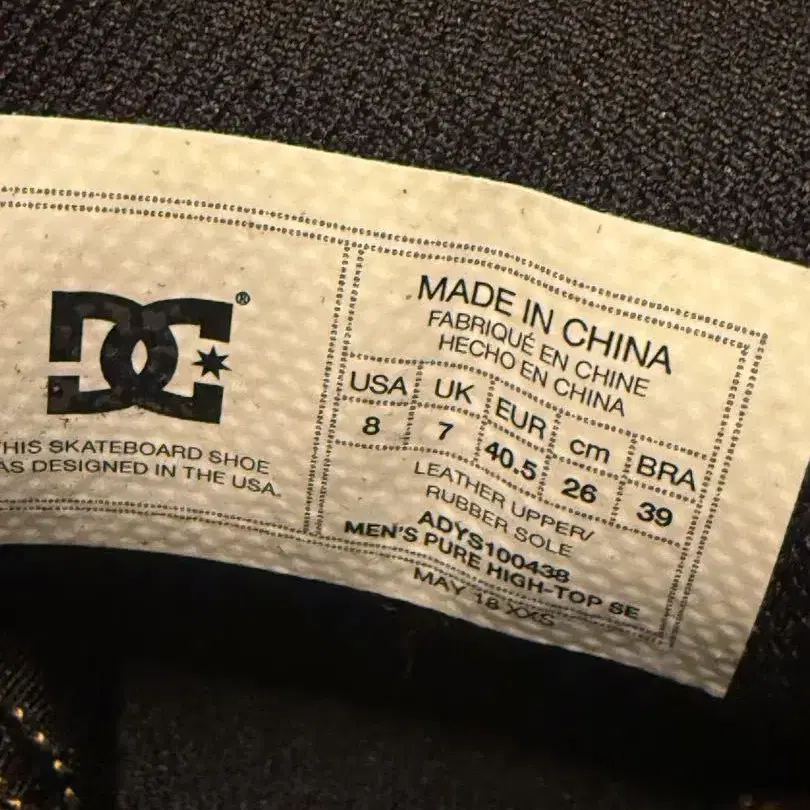 DC®
THIS SKATEBOARD SHOE
WAS DESIGNED IN THE USA.
MADE IN CHINA
FABRIQUÉ EN CHINE
HECHO EN CHINA
USA UK EUR cm BRA
8 7 40.5 26 39
LEATHER UPPER/
RUBBER SOLE
ADYS100438
MEN'S PURE HIGH-TOP SE
MAY 18 XXS